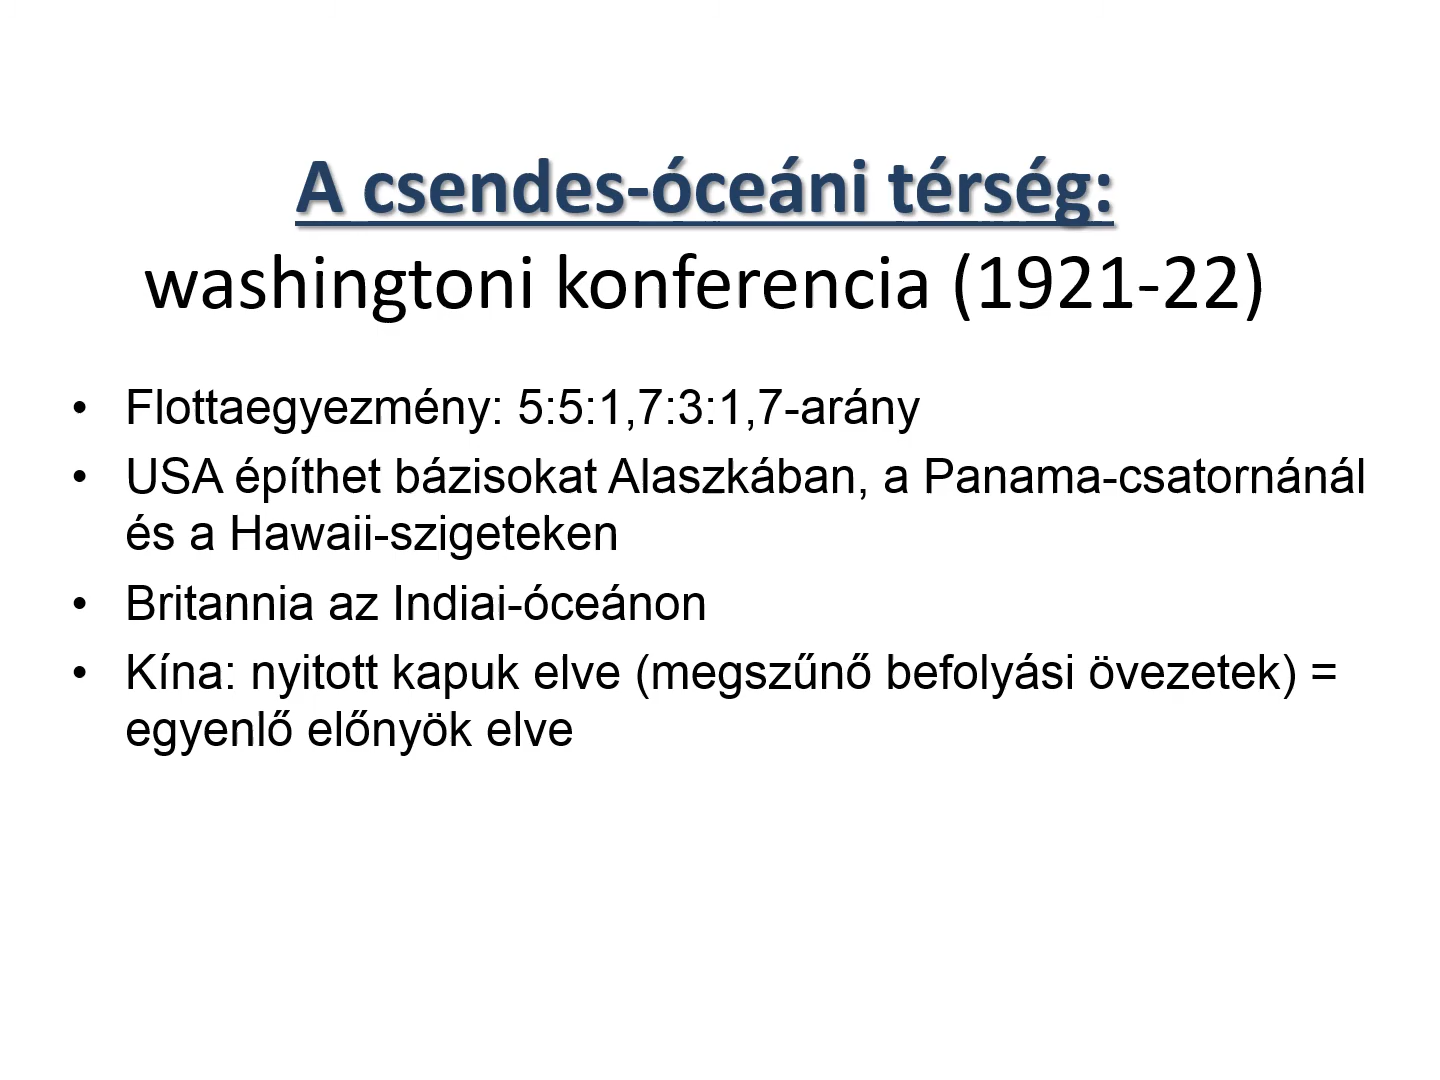 A csendes-óceáni térség:
washingtoni konferencia (1921-22)
• Flottaegyezmény: 5:5:1,7:3:1,7-arány
• USA építhet bázisokat Alaszkában, a Panama-csatornánál
és a Hawaii-szigeteken
• Britannia az Indiai-óceánon
• Kína: nyitott kapuk elve (megszűnő befolyási övezetek) =
egyenlő előnyök elve